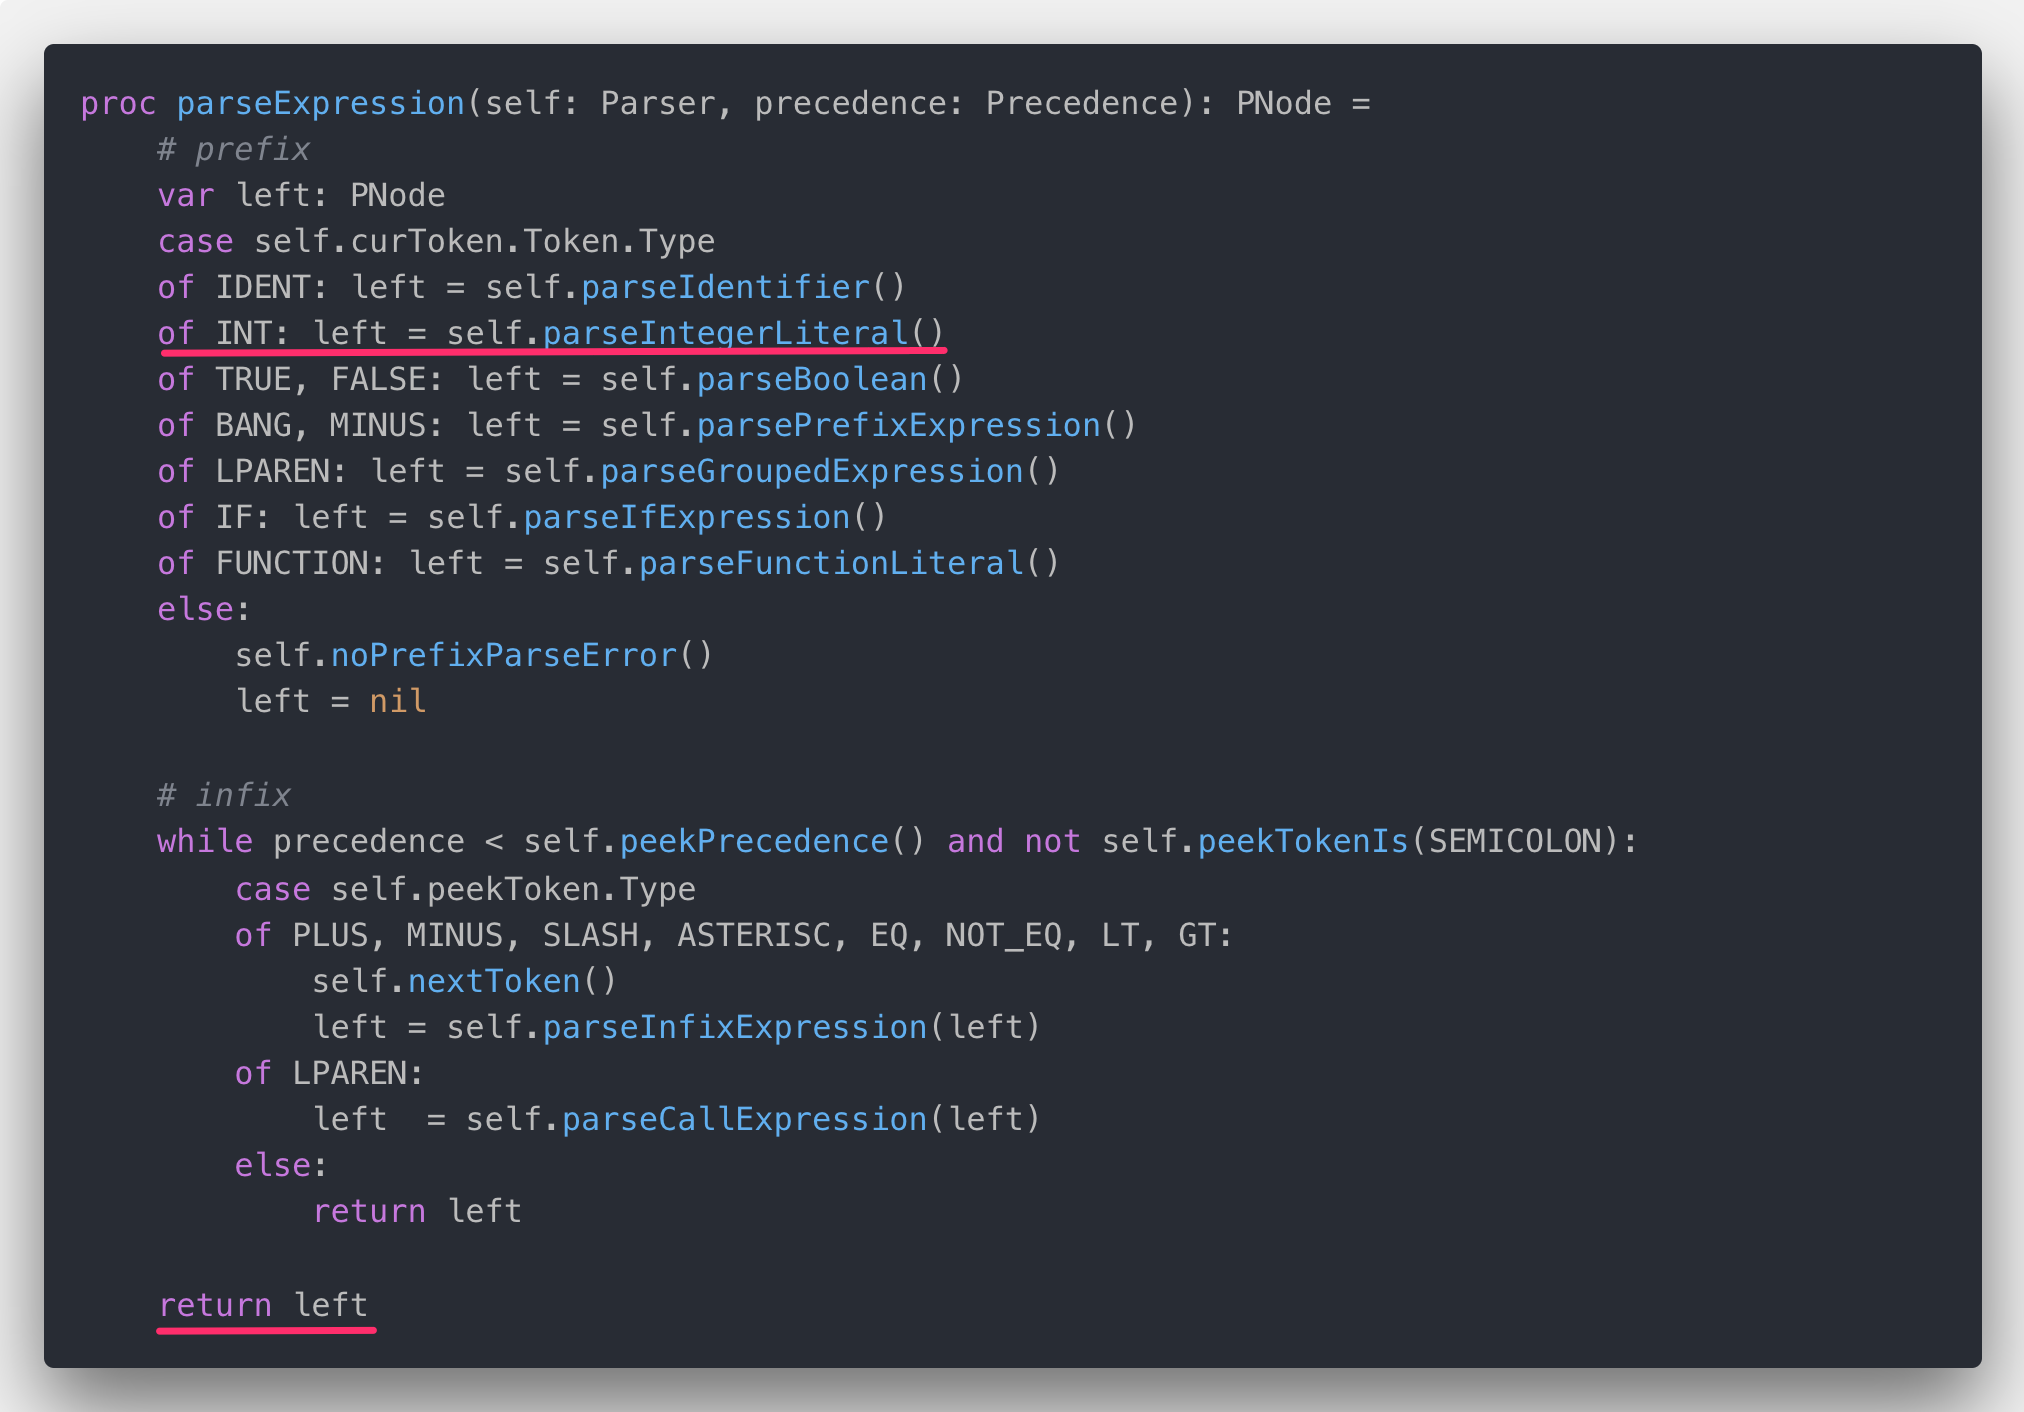 proc parseExpression(self: Parser, precedence: Precedence): PNode =
    # prefix
    var left: PNode
    case self.curToken.Token.Type
    of IDENT: left = self.parseIdentifier()
    of INT: left = self.parseIntegerLiteral()
    of TRUE, FALSE: left = self.parseBoolean()
    of BANG, MINUS: left = self.parsePrefixExpression()
    of LPAREN: left = self.parseGroupedExpression()
    of IF: left = self.parseIfExpression()
    of FUNCTION: left = self.parseFunctionLiteral()
    else:
        self.noPrefixParseError()
        left = nil

    # infix
    while precedence < self.peekPrecedence() and not self.peekTokenIs(SEMICOLON):
        case self.peekToken.Type
        of PLUS, MINUS, SLASH, ASTERISC, EQ, NOT_EQ, LT, GT:
            self.nextToken()
            left = self.parseInfixExpression(left)
        of LPAREN:
            left  = self.parseCallExpression(left)
        else:
            return left

    return left